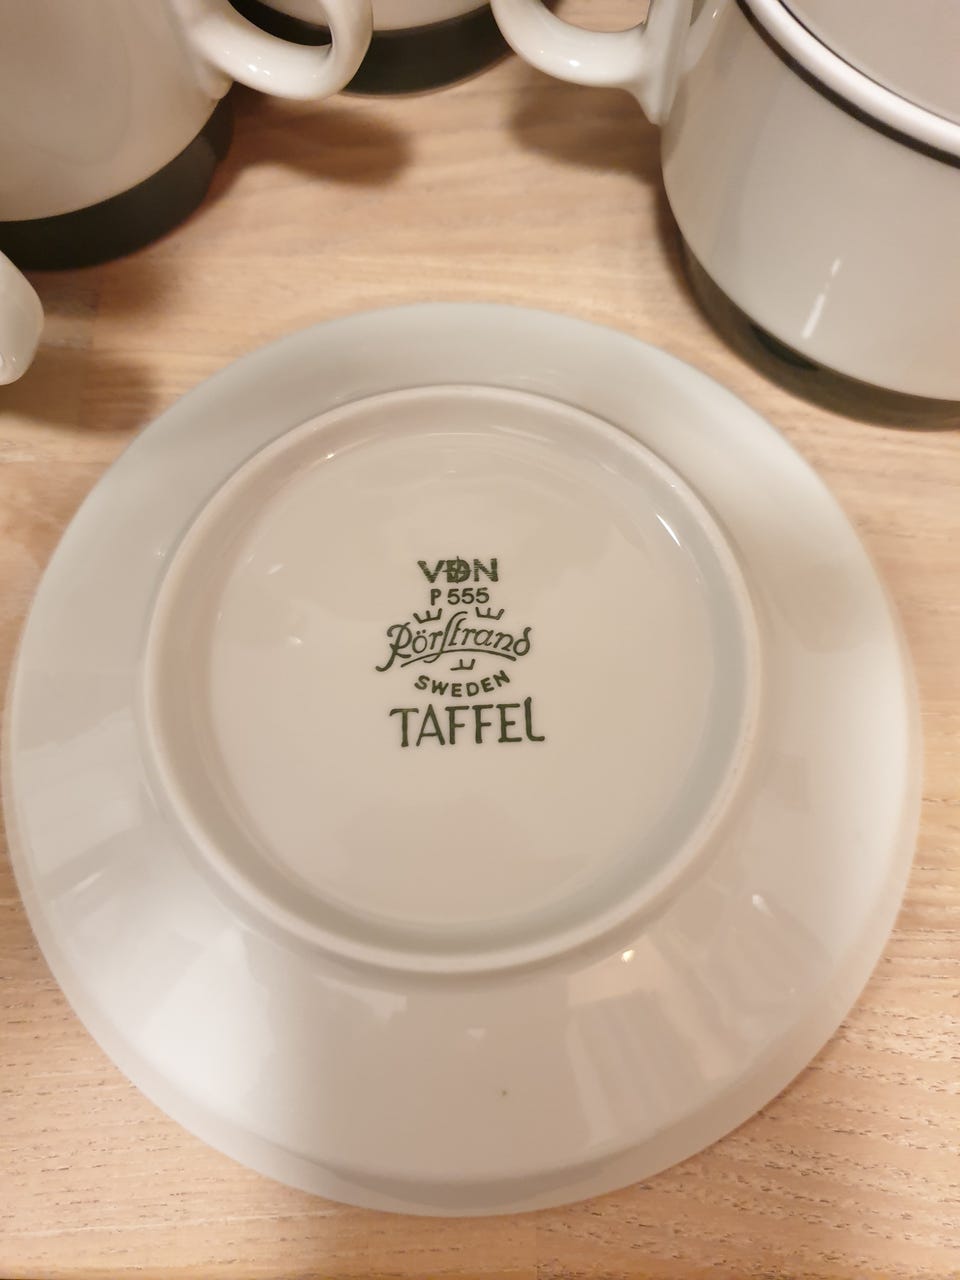 VDN
P 555
Rörstrand
SWEDEN
TAFFEL